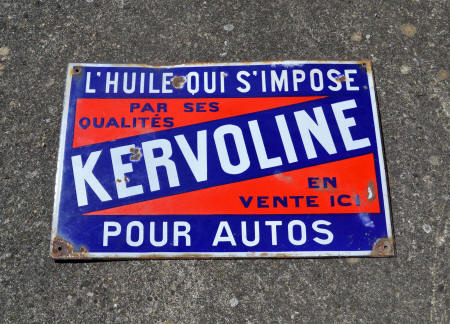 L'HUILE QUI S'IMPOSE
PAR SES
QUALITÉS
KERVOLINE
EN
VENTE ICI
POUR AUTOS